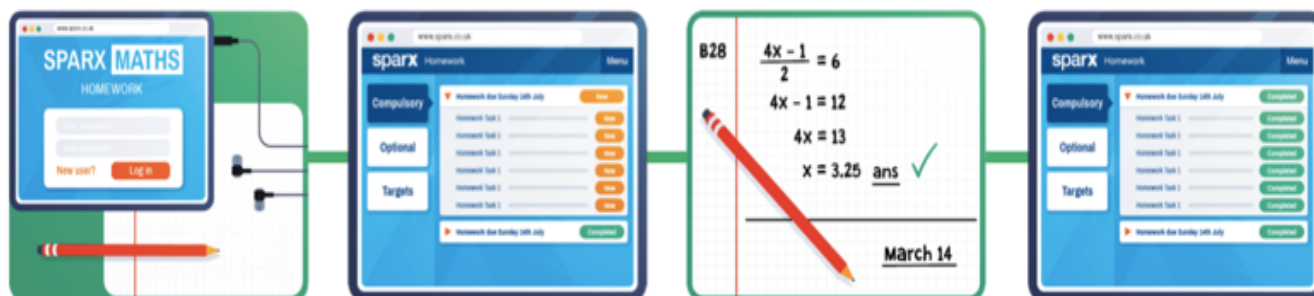 www.sparx.co.uk
SPARX MATHS
HOMEWORK
New user? Log in
www.sparx.co.uk
sparx Homework Menu
Compulsory
Optional
Targets
Homework due Sunday 14th July New
Homework Task 1 New
Homework Task 1 New
Homework Task 1 New
Homework Task 1 New
Homework Task 1 New
Homework Task 1 New
Homework due Sunday 14th July Completed
B28
4x - 1
2
= 6
4x - 1 = 12
4x = 13
x = 3.25 ans ✓
March 14
www.sparx.co.uk
sparx Homework Menu
Compulsory
Optional
Targets
Homework due Sunday 14th July Completed
Homework Task 1 Completed
Homework Task 1 Completed
Homework Task 1 Completed
Homework Task 1 Completed
Homework Task 1 Completed
Homework Task 1 Completed
Homework due Sunday 14th July Completed